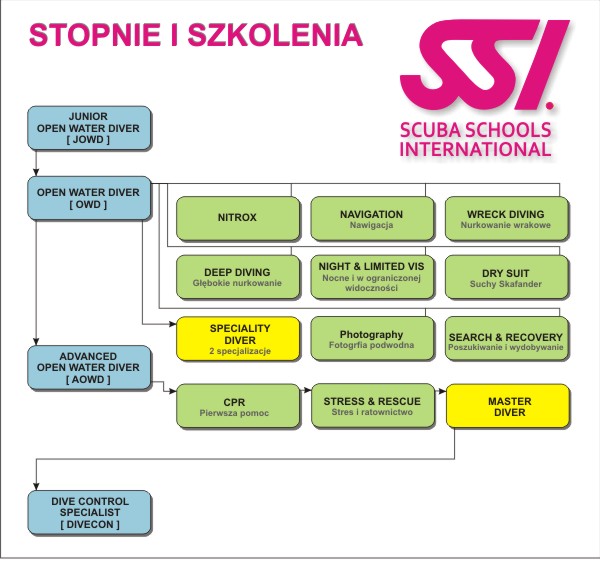 STOPNIE I SZKOLENIA
SSI.
SCUBA SCHOOLS
INTERNATIONAL
JUNIOR
OPEN WATER DIVER
[ JOWD ]
OPEN WATER DIVER
[ OWD ]
NITROX
NAVIGATION
Nawigacja
WRECK DIVING
Nurkowanie wrakowe
DEEP DIVING
Głębokie nurkowanie
NIGHT & LIMITED VIS
Nocne i w ograniczonej
widoczności
DRY SUIT
Suchy Skafander
SPECIALITY
DIVER
2 specjalizacje
Photography
Fotogrfia podwodna
SEARCH & RECOVERY
Poszukiwanie i wydobywanie
ADVANCED
OPEN WATER DIVER
[ AOWD ]
CPR
Pierwsza pomoc
STRESS & RESCUE
Stres i ratownictwo
MASTER
DIVER
DIVE CONTROL
SPECIALIST
[ DIVECON ]